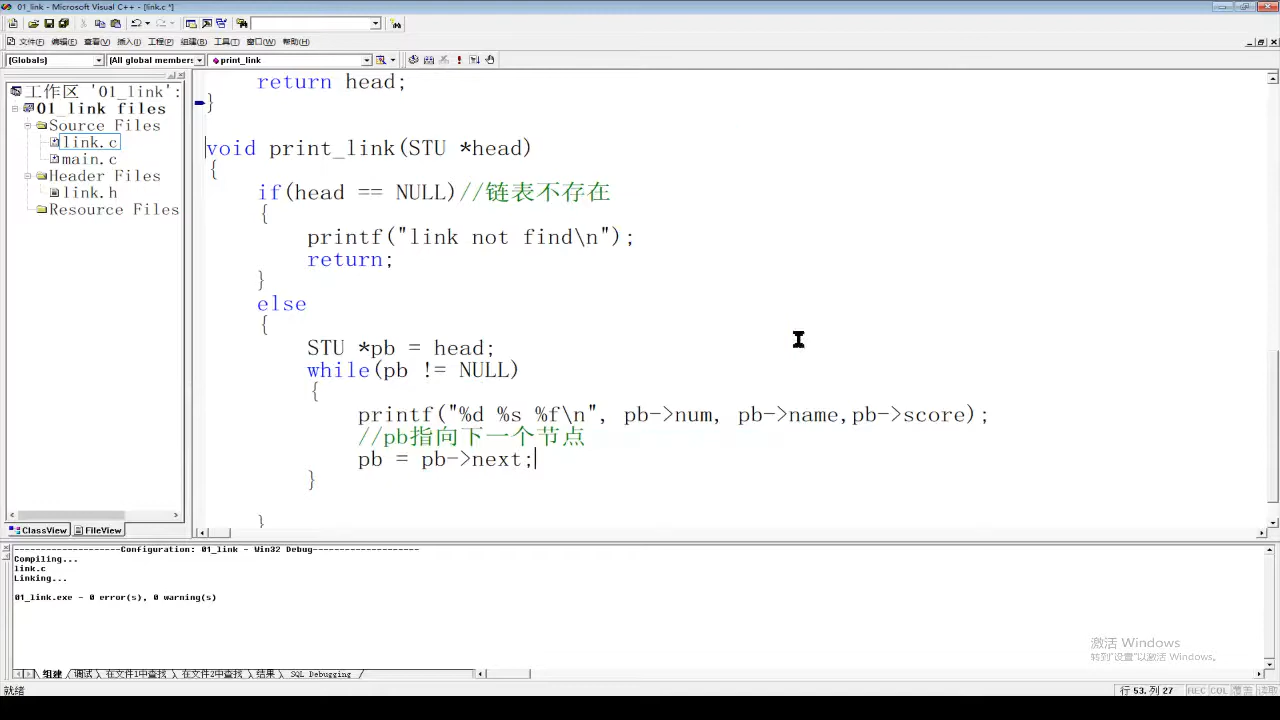 01_link - Microsoft Visual C++ - [link.c *]
文件(F) 编辑(E) 查看(V) 插入(I) 工程(P) 组建(B) 工具(T) 窗口(W) 帮助(H)
(Globals) (All global members print_link
工作区 '01_link':
01_link files
Source Files
link.c
main.c
Header Files
link.h
Resource Files
ClassView FileView
return head;
}
void print_link(STU *head)
{
if(head == NULL)//链表不存在
{
printf("link not find\n");
return;
}
else
{
STU *pb = head;
while(pb != NULL)
{
printf("%d %s %f\n", pb->num, pb->name,pb->score);
//pb指向下一个节点
pb = pb->next;
}
}
--------------------Configuration: 01_link - Win32 Debug--------------------
Compiling...
link.c
Linking...
01_link.exe - 0 error(s), 0 warning(s)
激活 Windows
转到"设置"以激活 Windows。
组建 调试 在文件1中查找 在文件2中查找 结果 SQL Debugging
就绪
行 53, 列 27 REC COL 覆盖 读取